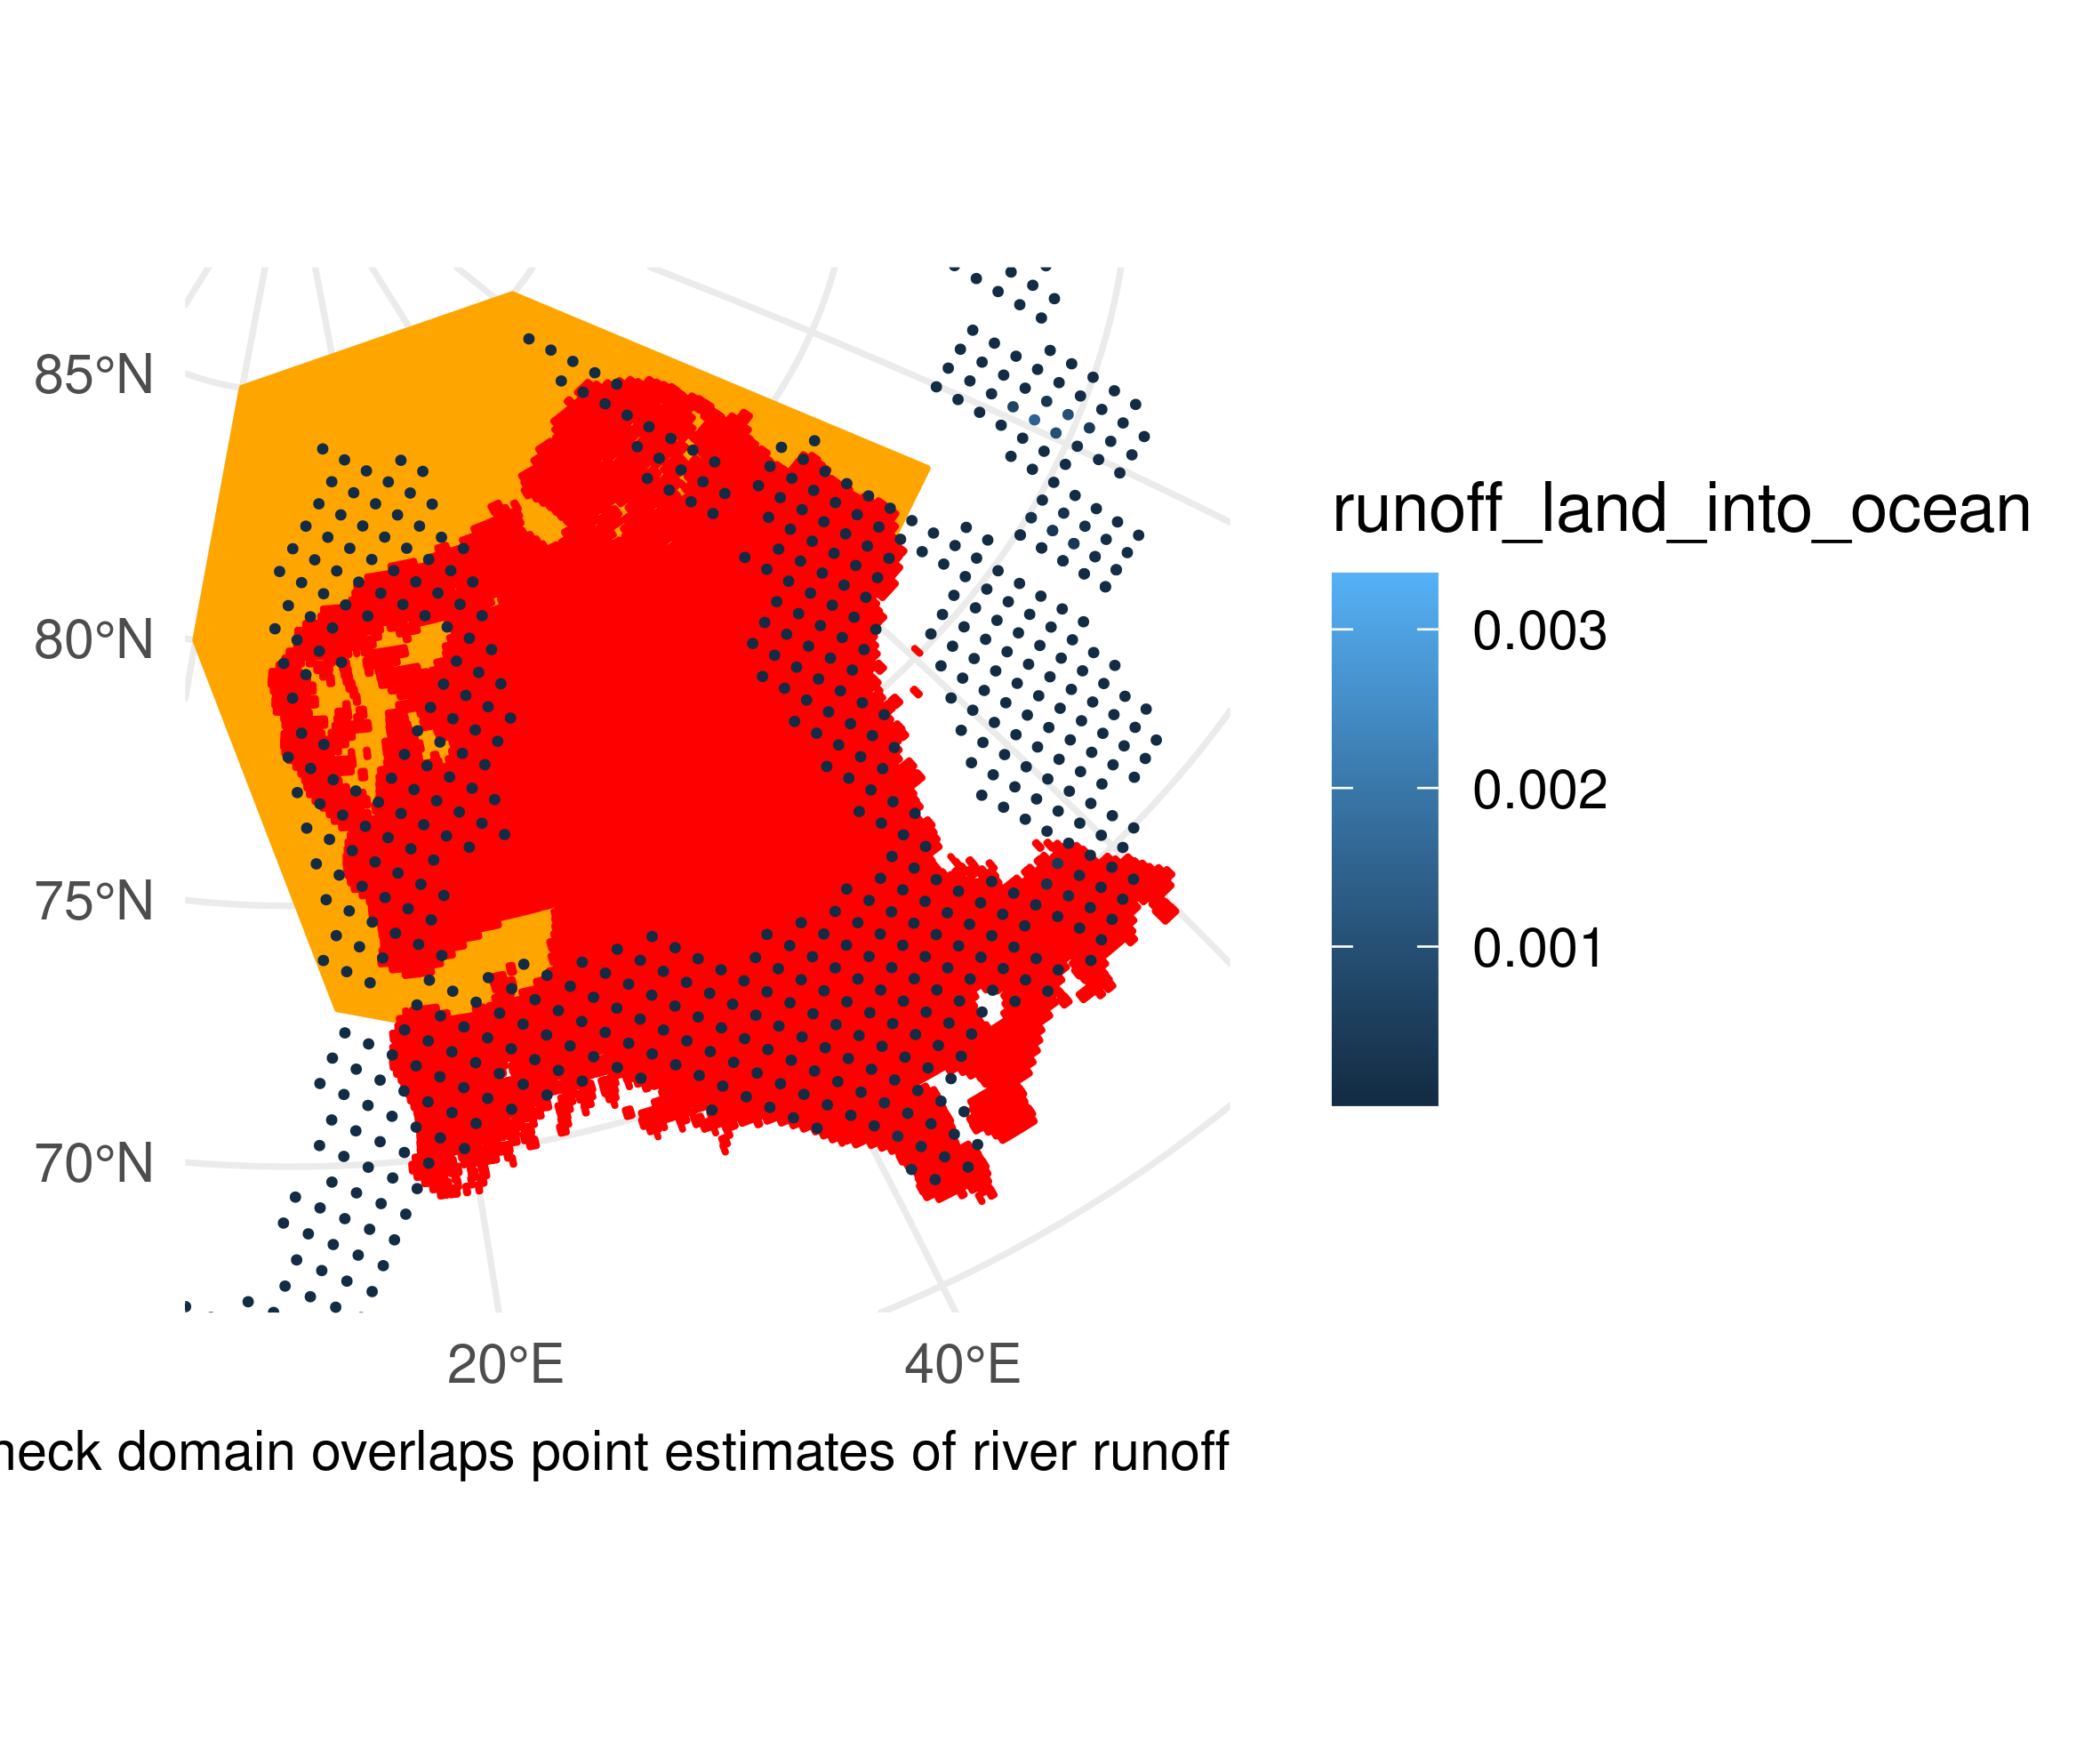 85°N
80°N
75°N
70°N
20°E 40°E
domain overlaps point estimates of river runoff
runoff_land_into_ocean
0.003
0.002
0.001